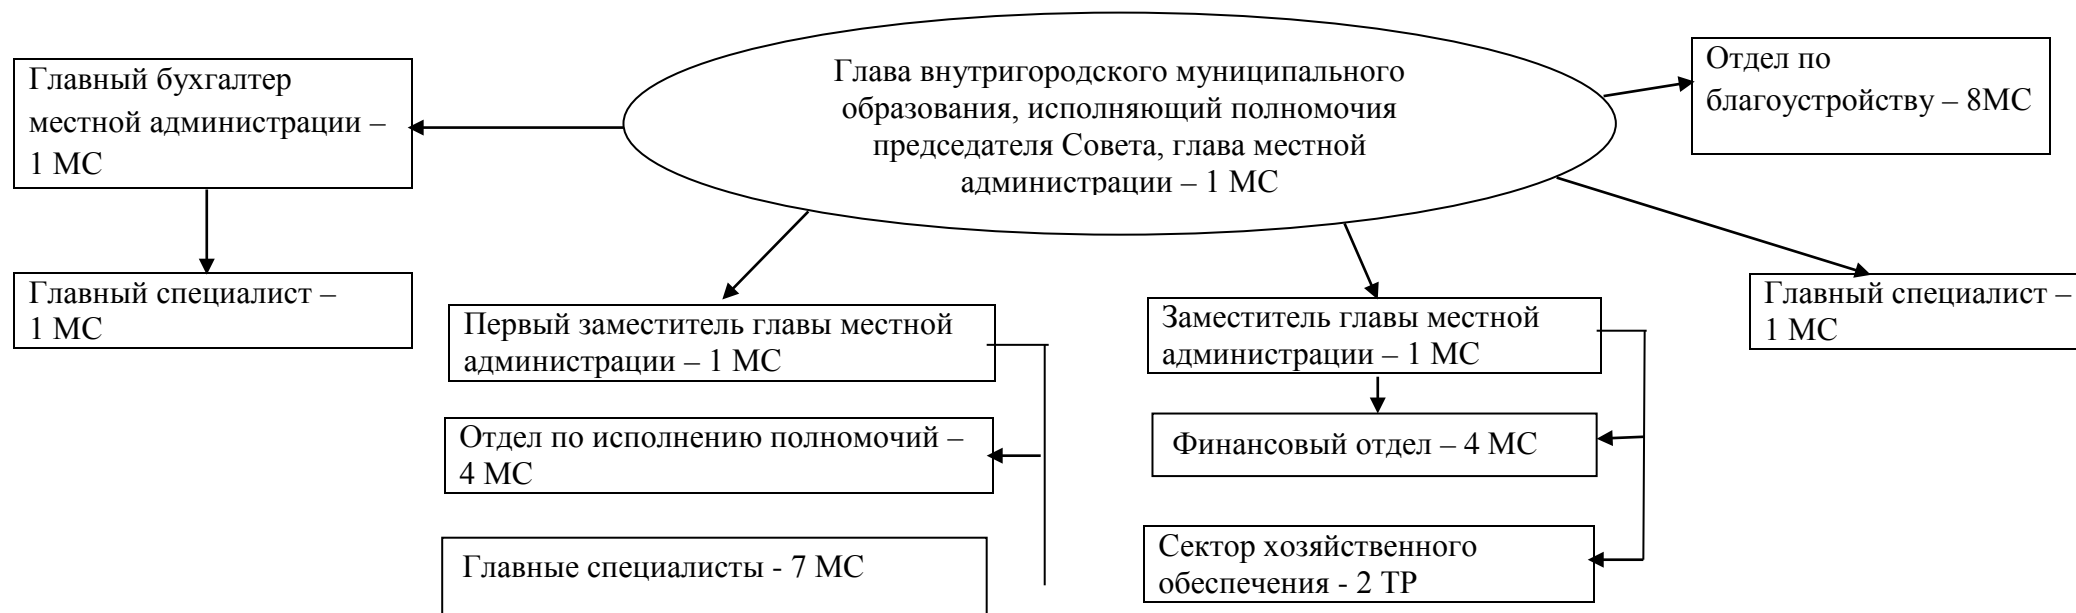 Глава внутригородского муниципального
образования, исполняющий полномочия
председателя Совета, глава местной
администрации – 1 МС
Главный бухгалтер
местной администрации –
1 МС
Отдел по
благоустройству – 8МС
Главный специалист –
1 МС
Первый заместитель главы местной
администрации – 1 МС
Заместитель главы местной
администрации – 1 МС
Главный специалист –
1 МС
Отдел по исполнению полномочий –
4 МС
Финансовый отдел – 4 МС
Главные специалисты - 7 МС
Сектор хозяйственного
обеспечения - 2 ТР